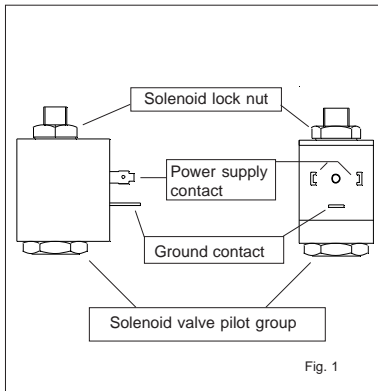 Solenoid lock nut
Power supply
contact
Ground contact
Solenoid valve pilot group
Fig. 1